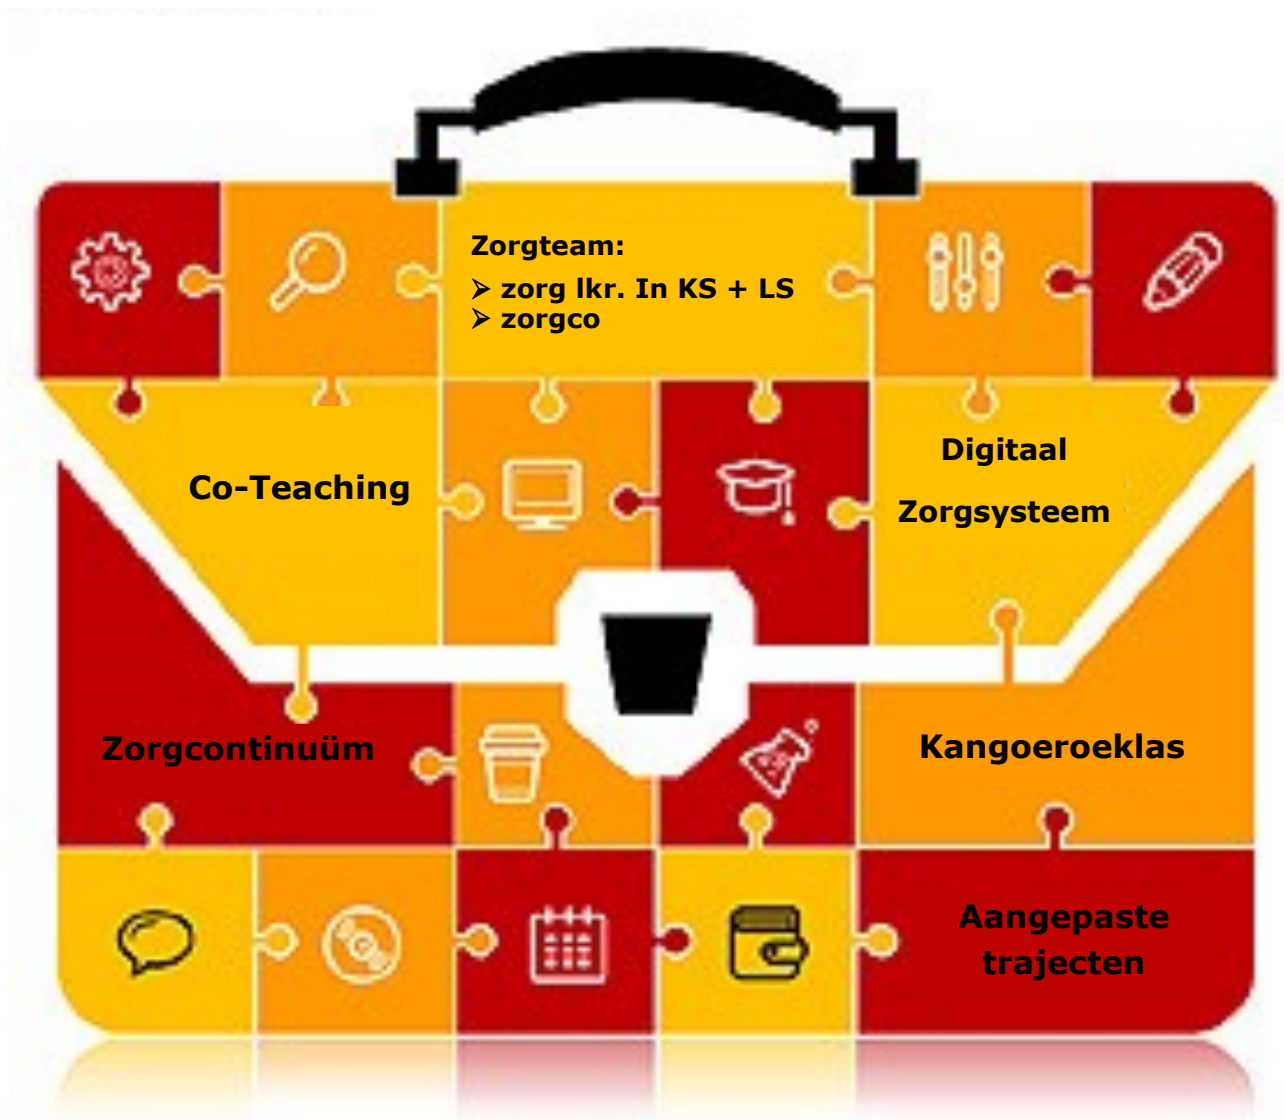 Zorgteam:
➢ zorg lkr. In KS + LS
➢ zorgco
Co-Teaching
Digitaal
Zorgsysteem
Zorgcontinuüm
Kangoeroeklas
Aangepaste
trajecten